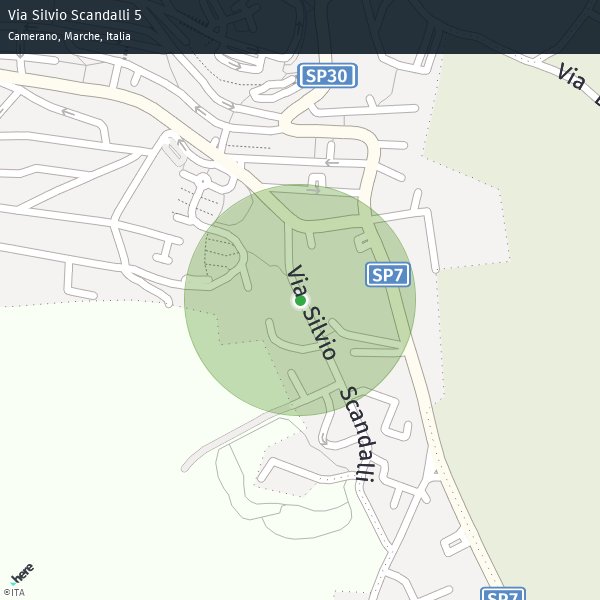 Via Silvio Scandalli 5
Camerano, Marche, Italia
SP30
Via
SP7
Via Silvio
Scandalli
SP7
here
©ITA